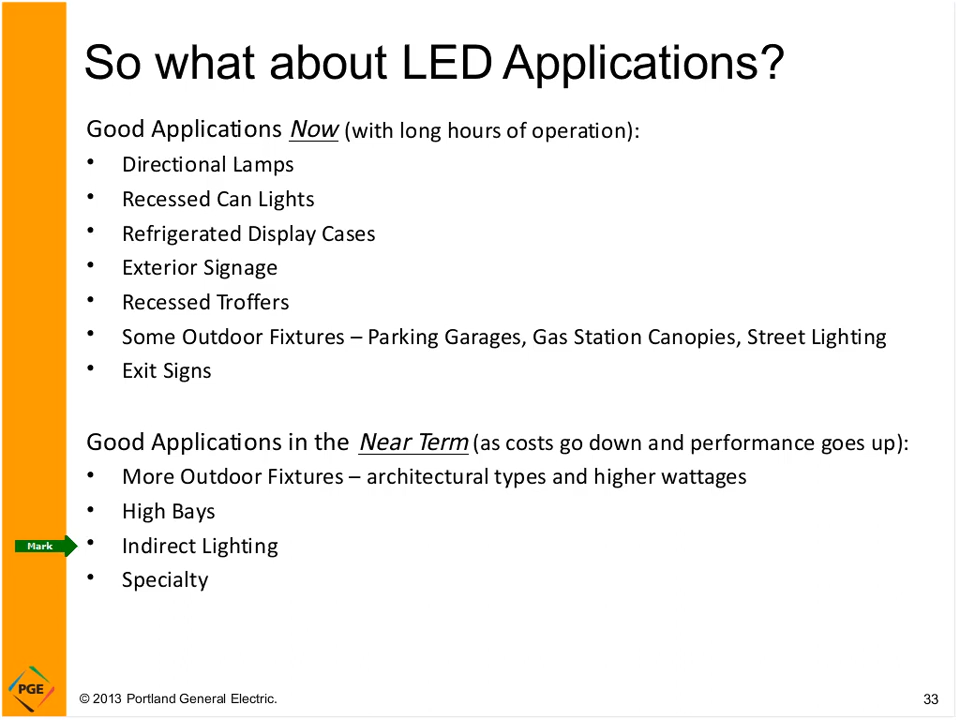 So what about LED Applications?
Good Applications Now (with long hours of operation):
• Directional Lamps
• Recessed Can Lights
• Refrigerated Display Cases
• Exterior Signage
• Recessed Troffers
• Some Outdoor Fixtures – Parking Garages, Gas Station Canopies, Street Lighting
• Exit Signs
Good Applications in the Near Term (as costs go down and performance goes up):
• More Outdoor Fixtures – architectural types and higher wattages
• High Bays
Mark
• Indirect Lighting
• Specialty
PGE
© 2013 Portland General Electric.
33